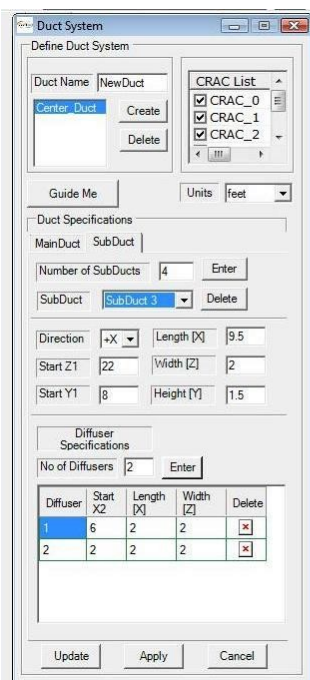 Duct System
Define Duct System
Duct Name NewDuct
CRAC List
Center_Duct
Create
Delete
CRAC_0
CRAC_1
CRAC_2
Guide Me
Units feet
Duct Specifications
MainDuct SubDuct
Number of SubDucts 4 Enter
SubDuct SubDuct 3 Delete
Direction +X Length [X] 9.5
Start Z1 22 Width [Z] 2
Start Y1 8 Height [Y] 1.5
Diffuser
Specifications
No of Diffusers 2 Enter
Diffuser Start X2 Length [X] Width [Z] Delete
1 6 2 2
2 2 2 2
Update Apply Cancel